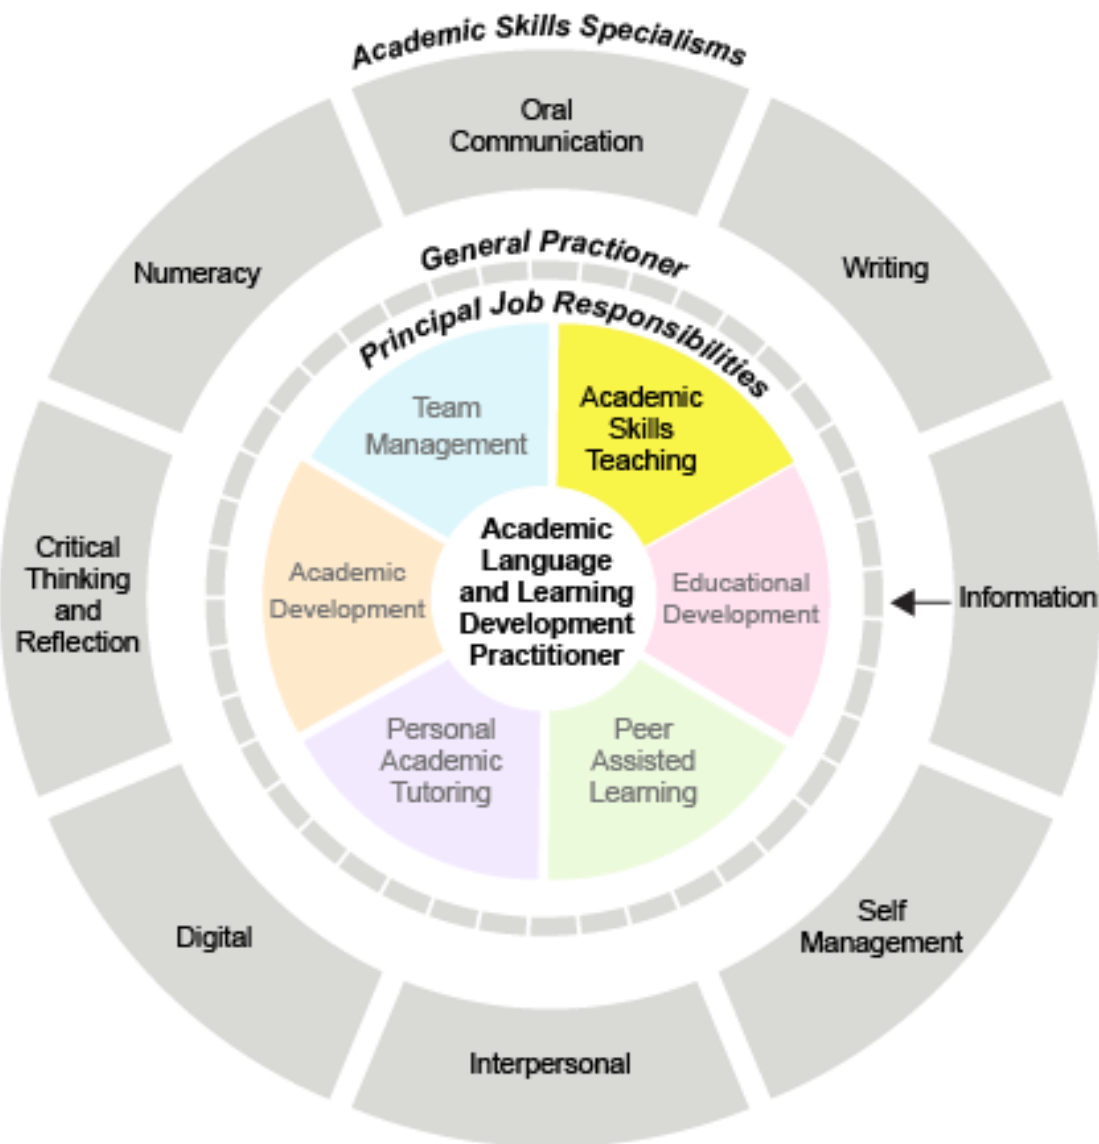 Academic Skills Specialisms
Oral
Communication
Numeracy
Writing
General Practioner
Principal Job Responsibilities
Team
Management
Academic
Skills
Teaching
Critical
Thinking
and
Reflection
Academic
Development
Academic
Language
and Learning
Development
Practitioner
Educational
Development
Information
Personal
Academic
Tutoring
Peer
Assisted
Learning
Digital
Self
Management
Interpersonal